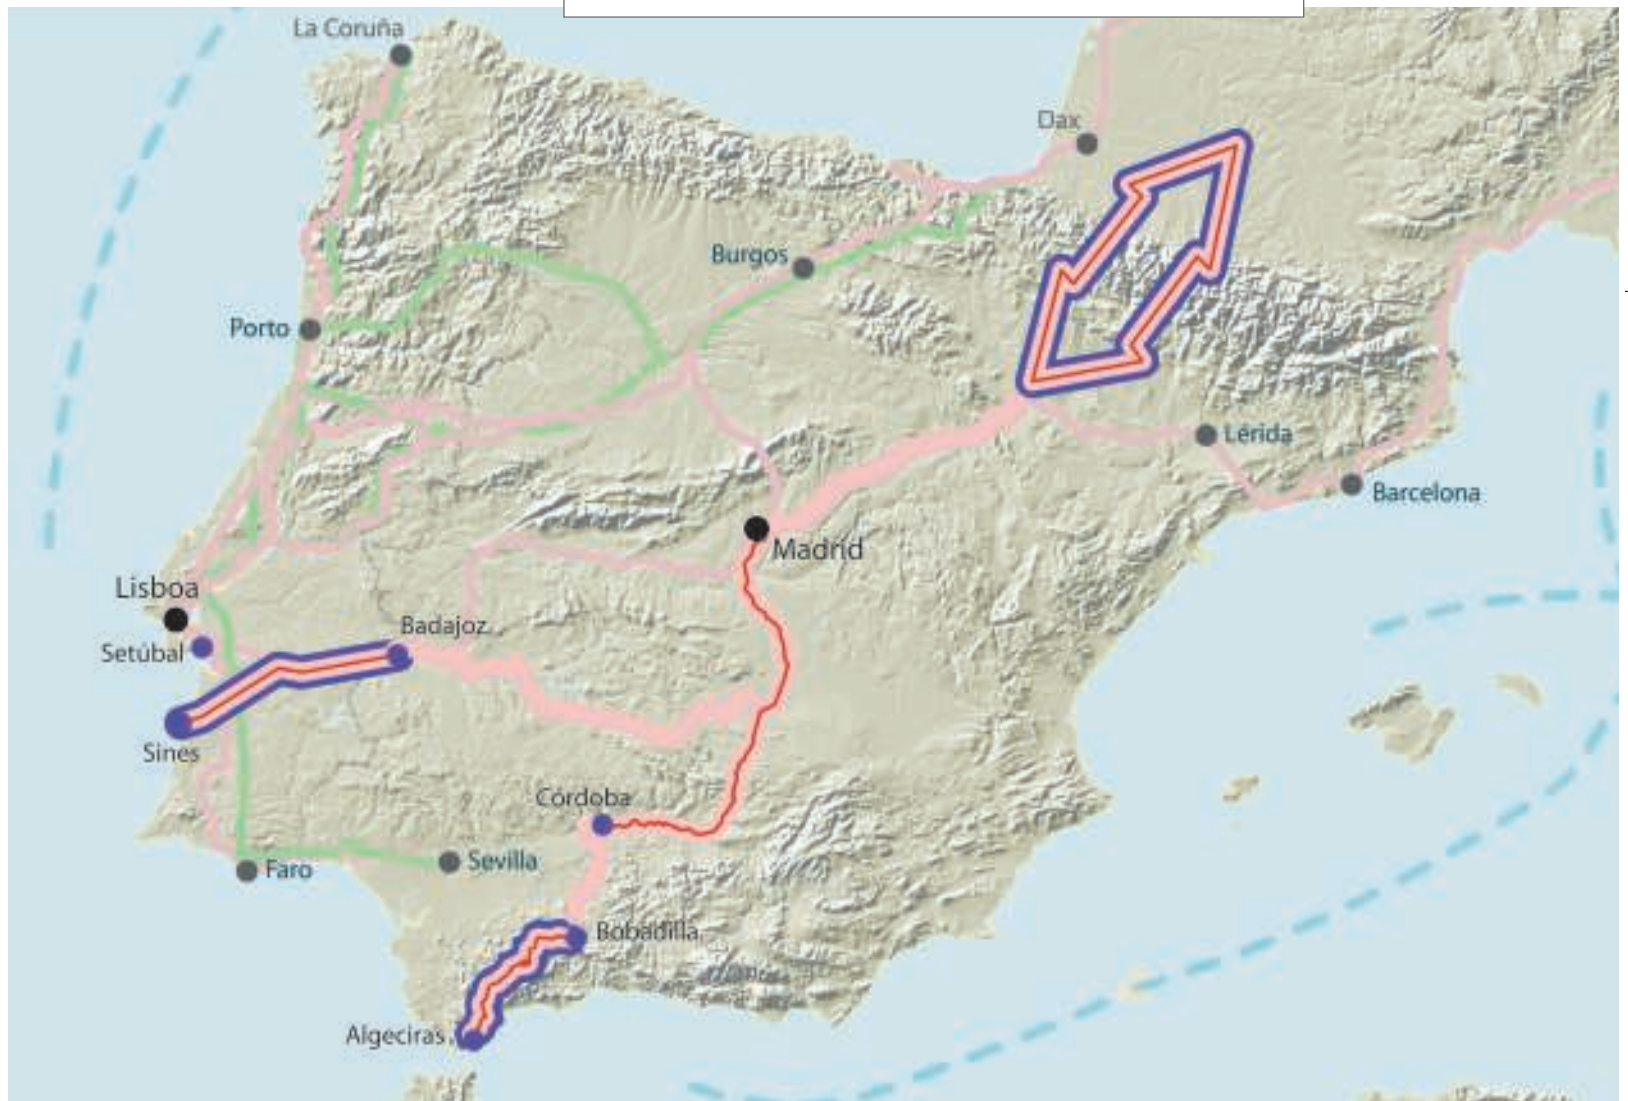 La Coruña
Dax
Burgos
Porto
Lérida
Barcelona
Madrid
Lisboa
Badajoz
Setúbal
Sines
Córdoba
Sevilla
Faro
Bobadilla
Algeciras